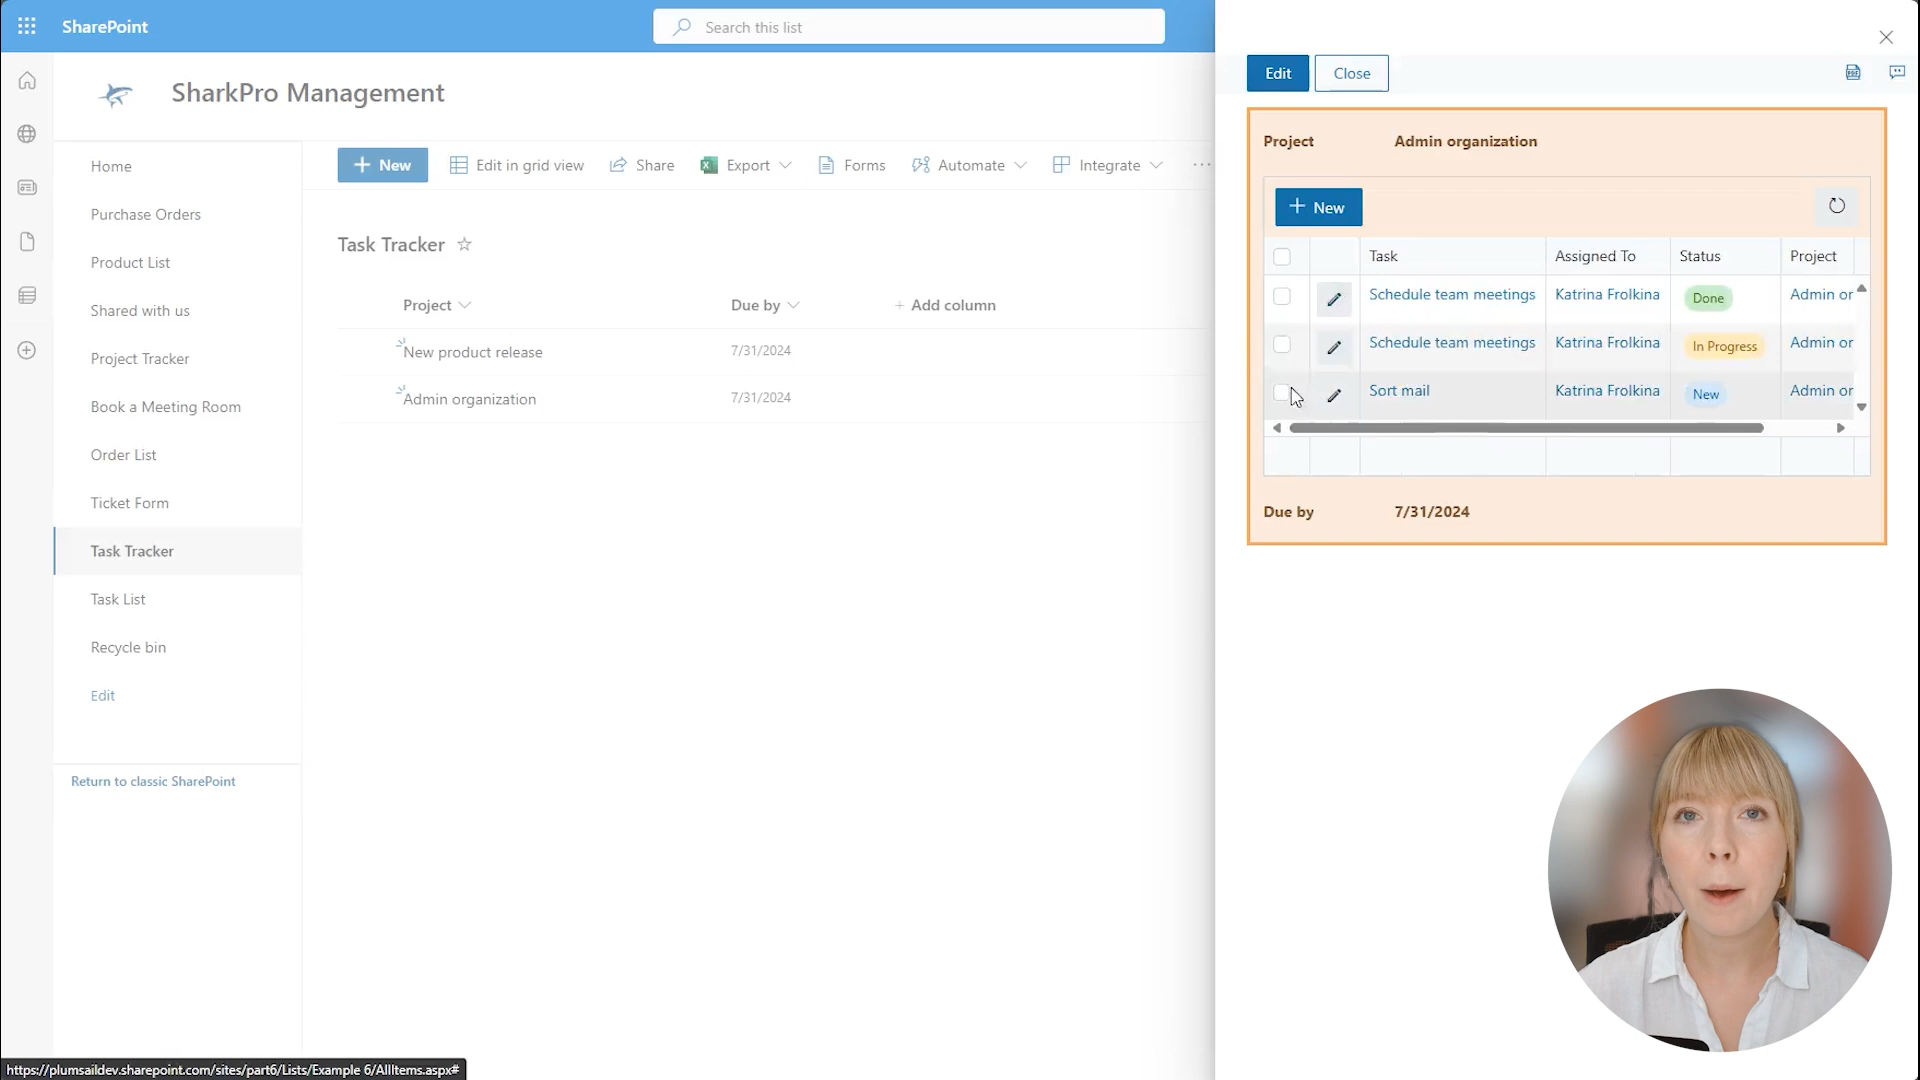 SharePoint
Search this list
SharkPro Management
Home
Purchase Orders
Product List
Shared with us
Project Tracker
Book a Meeting Room
Order List
Ticket Form
Task Tracker
Task List
Recycle bin
Edit
Return to classic SharePoint
New Edit in grid view Share Export Forms Automate Integrate
Task Tracker
Project Due by Add column
New product release 7/31/2024
Admin organization 7/31/2024
Edit Close
Project Admin organization
New
Task Assigned To Status Project
Schedule team meetings Katrina Frolkina Done Admin or
Schedule team meetings Katrina Frolkina In Progress Admin or
Sort mail Katrina Frolkina New Admin or
Due by 7/31/2024
https://plumsaildev.sharepoint.com/sites/part6/Lists/Example 6/AllItems.aspx#